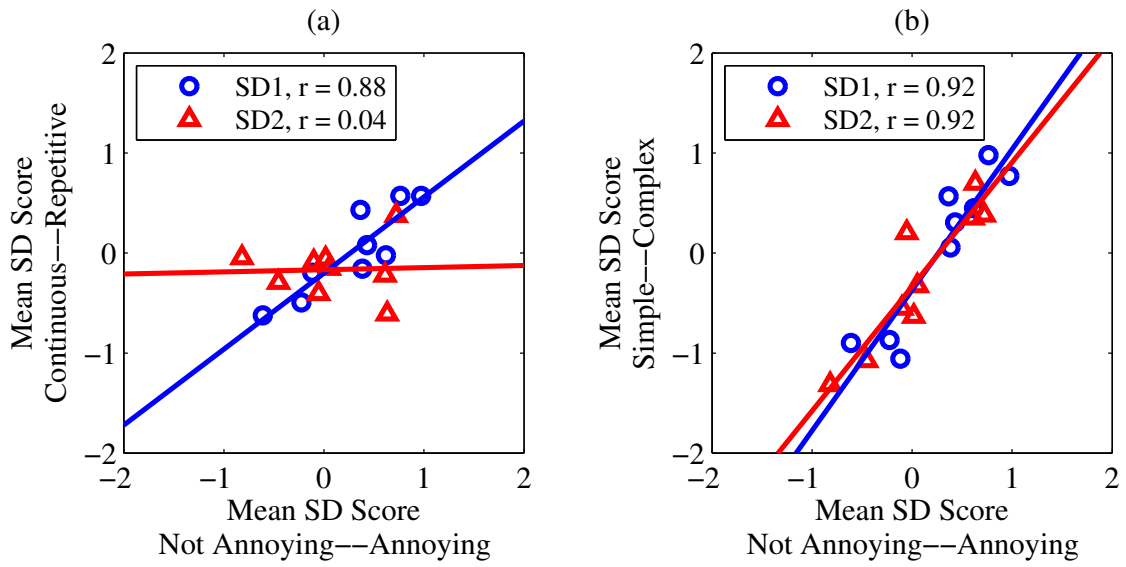 (a)
2
1
0
−1
−2
−2
−1
0
1
2
Mean SD Score
Continuous−−Repetitive
SD1, r = 0.88
SD2, r = 0.04
Mean SD Score
Not Annoying−−Annoying
(b)
2
1
0
−1
−2
−2
−1
0
1
2
Mean SD Score
Simple−−Complex
SD1, r = 0.92
SD2, r = 0.92
Mean SD Score
Not Annoying−−Annoying